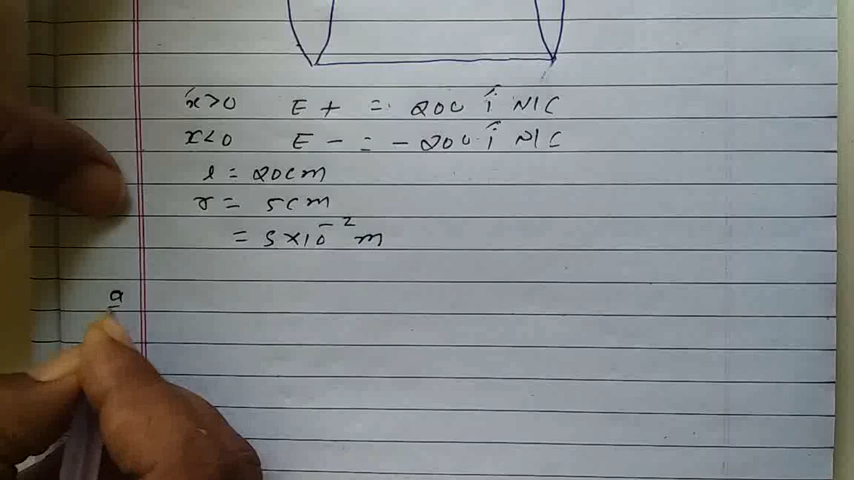 x>0 E+ = 200 î N/C
x<0 E- = -200 î N/C
l = 20cm
r = 5cm
= 5×10⁻² m
a